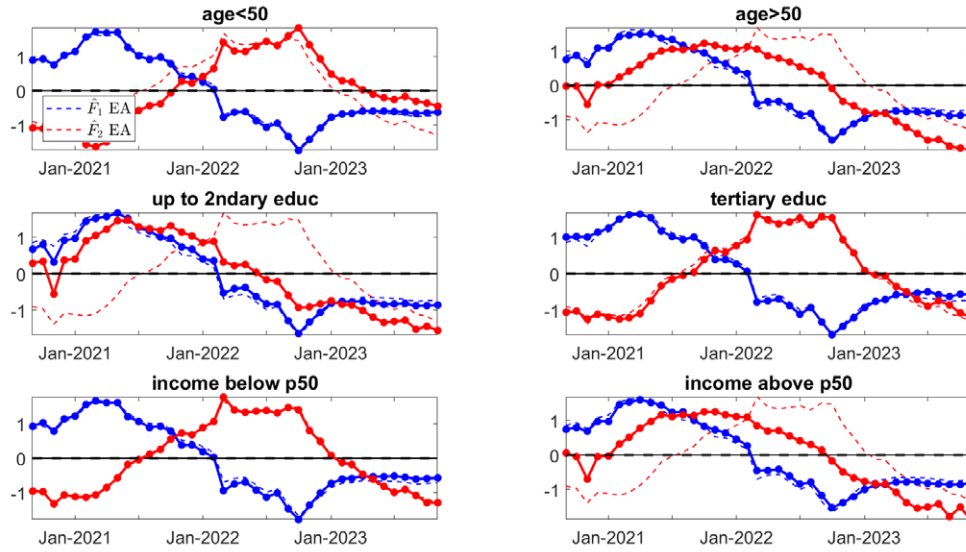 age<50
1
0
-1
F̂₁ EA
F̂₂ EA
Jan-2021 Jan-2022 Jan-2023
age>50
1
0
-1
Jan-2021 Jan-2022 Jan-2023
up to 2ndary educ
1
0
-1
Jan-2021 Jan-2022 Jan-2023
tertiary educ
1
0
-1
Jan-2021 Jan-2022 Jan-2023
income below p50
1
0
-1
Jan-2021 Jan-2022 Jan-2023
income above p50
1
0
-1
Jan-2021 Jan-2022 Jan-2023